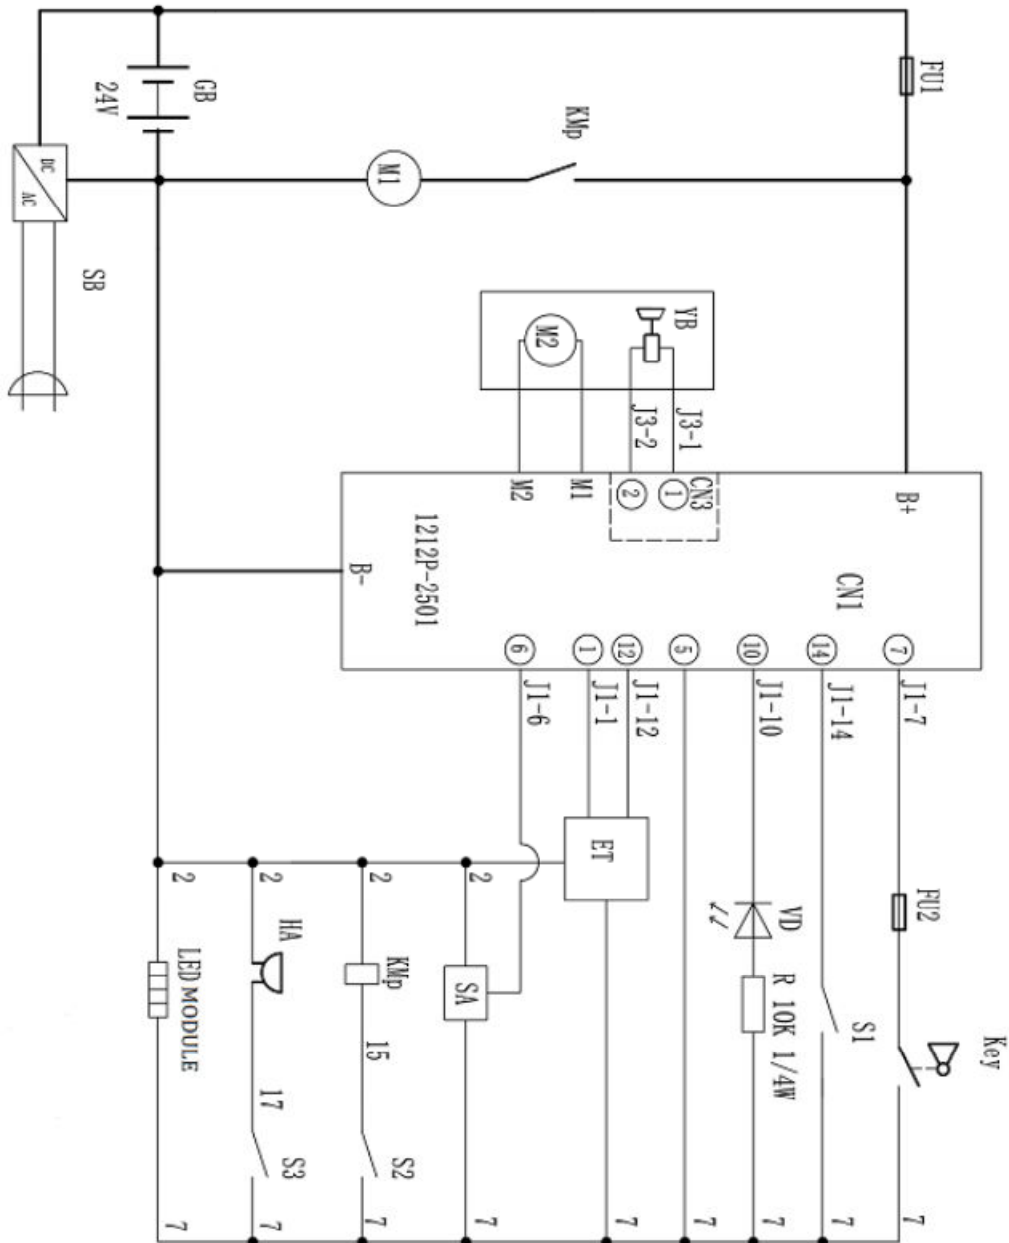 FU1
GB
24V
KMp
M1
DC
AC
SB
YB
M2
J3-1
J3-2
CN3
1
2
M1
M2
B+
1212P-2501
CN1
B-
7
14
10
5
12
1
6
J1-7
J1-14
J1-10
J1-12
J1-1
J1-6
ET
FU2
VD
R 10K 1/4W
S1
Key
2
2
2
2
HA
KMp
SA
LED MODULE
15
17
S2
S3
7
7
7
7
7
7
7
7
7